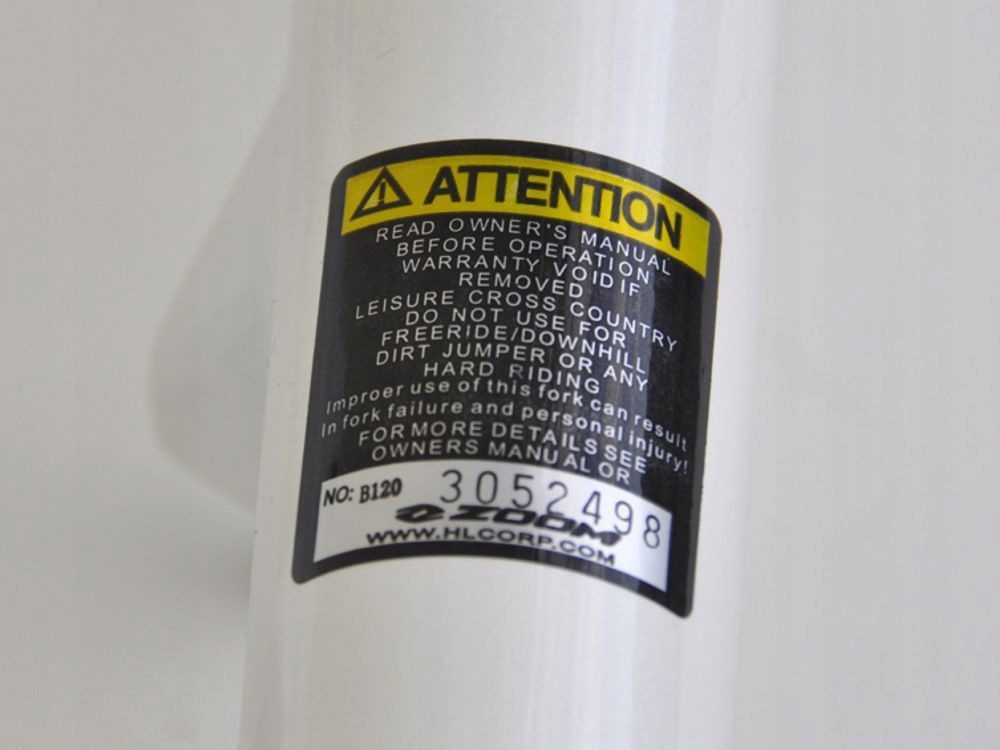 ATTENTION
READ OWNER'S MANUAL
BEFORE OPERATION
WARRANTY VOID IF
REMOVED
LEISURE CROSS COUNTRY
DO NOT USE FOR
FREERIDE/DOWNHILL
DIRT JUMPER OR ANY
HARD RIDING
Improer use of this fork can result
In fork failure and personal injury!
FOR MORE DETAILS SEE
OWNERS MANUAL OR
NO: B120 3052498
ZOOM
WWW.HLCORP.COM